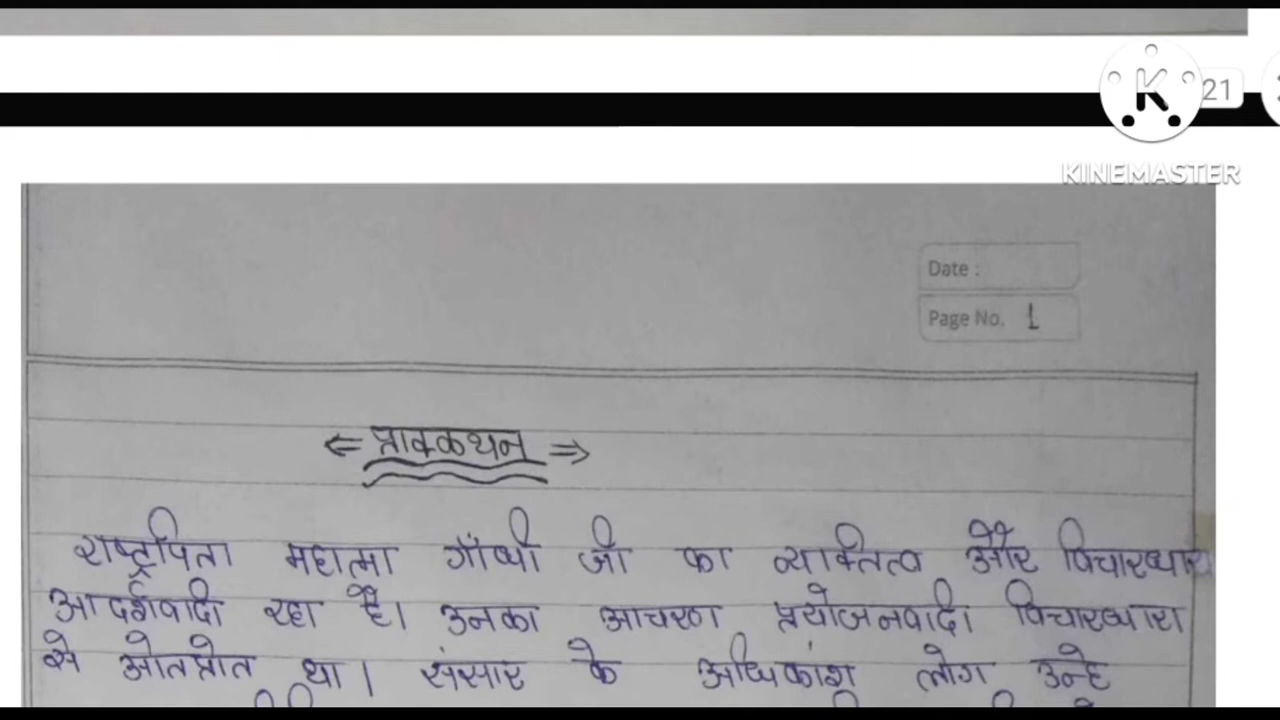 21
KINEMASTER
Date :
Page No. 1
⇐ प्राक्कथन ⇒
राष्ट्रपिता महात्मा गाँधी जी का व्यक्तित्व और विचारधारा
आदर्शवादी रहा है। उनका आचरण प्रयोजनवादी विचारधारा
से ओतप्रोत था। संसार के अधिकांश लोग उन्हे